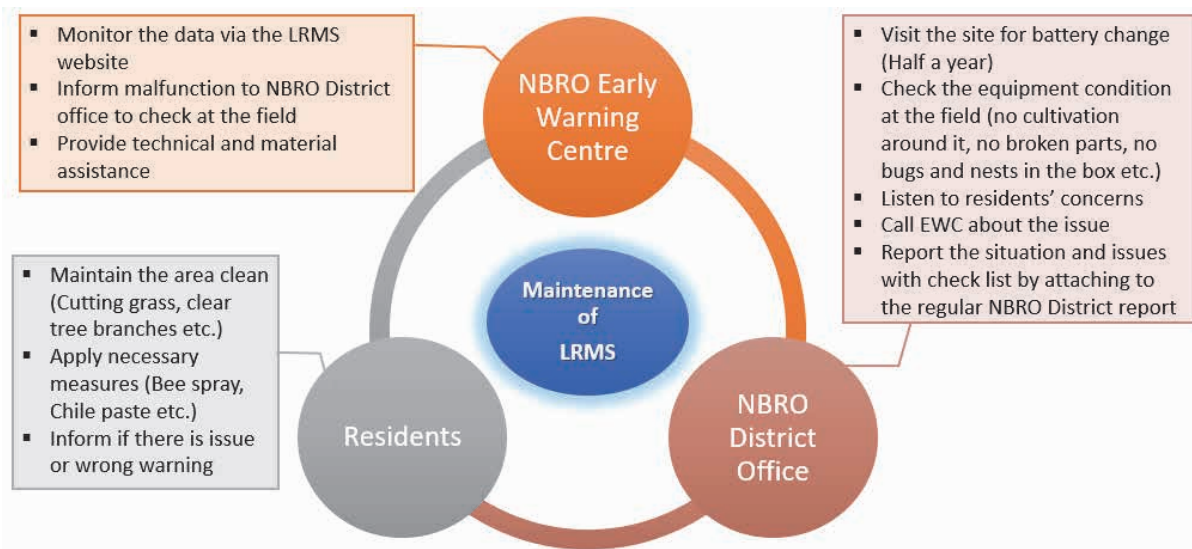 ▪ Monitor the data via the LRMS
website
▪ Inform malfunction to NBRO District
office to check at the field
▪ Provide technical and material
assistance
NBRO Early
Warning
Centre
▪ Visit the site for battery change
(Half a year)
▪ Check the equipment condition
at the field (no cultivation
around it, no broken parts, no
bugs and nests in the box etc.)
▪ Listen to residents’ concerns
▪ Call EWC about the issue
▪ Report the situation and issues
with check list by attaching to
the regular NBRO District report
▪ Maintain the area clean
(Cutting grass, clear
tree branches etc.)
▪ Apply necessary
measures (Bee spray,
Chile paste etc.)
▪ Inform if there is issue
or wrong warning
Maintenance
of
LRMS
Residents
NBRO
District
Office